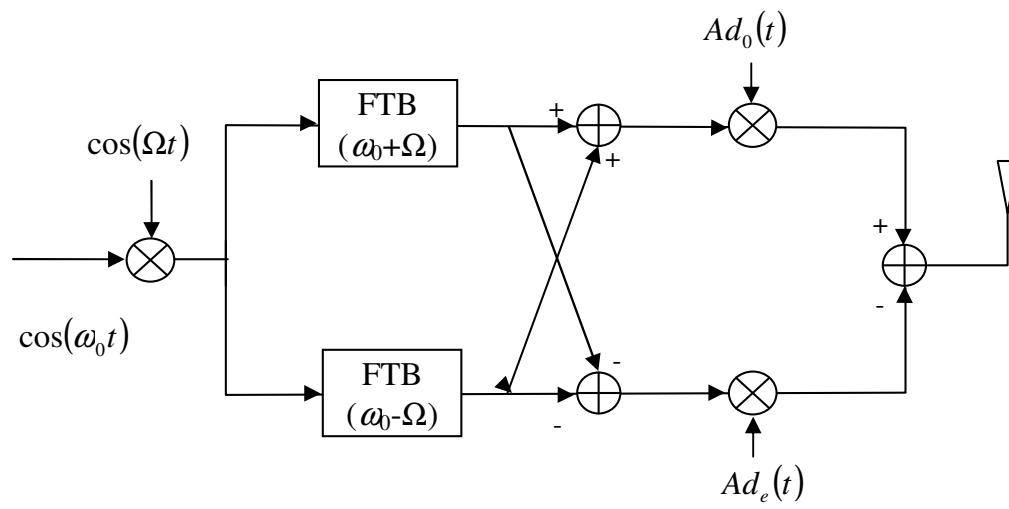 Ad₀(t)
FTB
(ω₀+Ω)
+
+
cos(Ωt)
+
-
cos(ω₀t)
FTB
(ω₀-Ω)
-
-
Adₑ(t)